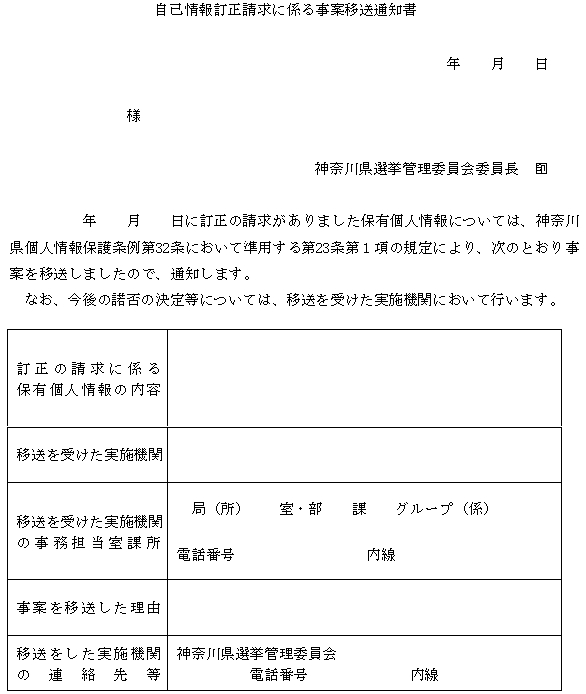 自己情報訂正請求に係る事案移送通知書
年　　月　　日
様
神奈川県選挙管理委員会委員長　印
年　　月　　日に訂正の請求がありました保有個人情報については、神奈川
県個人情報保護条例第32条において準用する第23条第１項の規定により、次のとおり事
案を移送しましたので、通知します。
なお、今後の諾否の決定等については、移送を受けた実施機関において行います。
訂正の請求に係る
保有個人情報の内容
移送を受けた実施機関
移送を受けた実施機関
の事務担当室課所
局（所）　　室・部　　課　　グループ（係）
電話番号　　　　　　　　　内線
事案を移送した理由
移送をした実施機関
の連絡先等
神奈川県選挙管理委員会
電話番号　　　　　　　内線